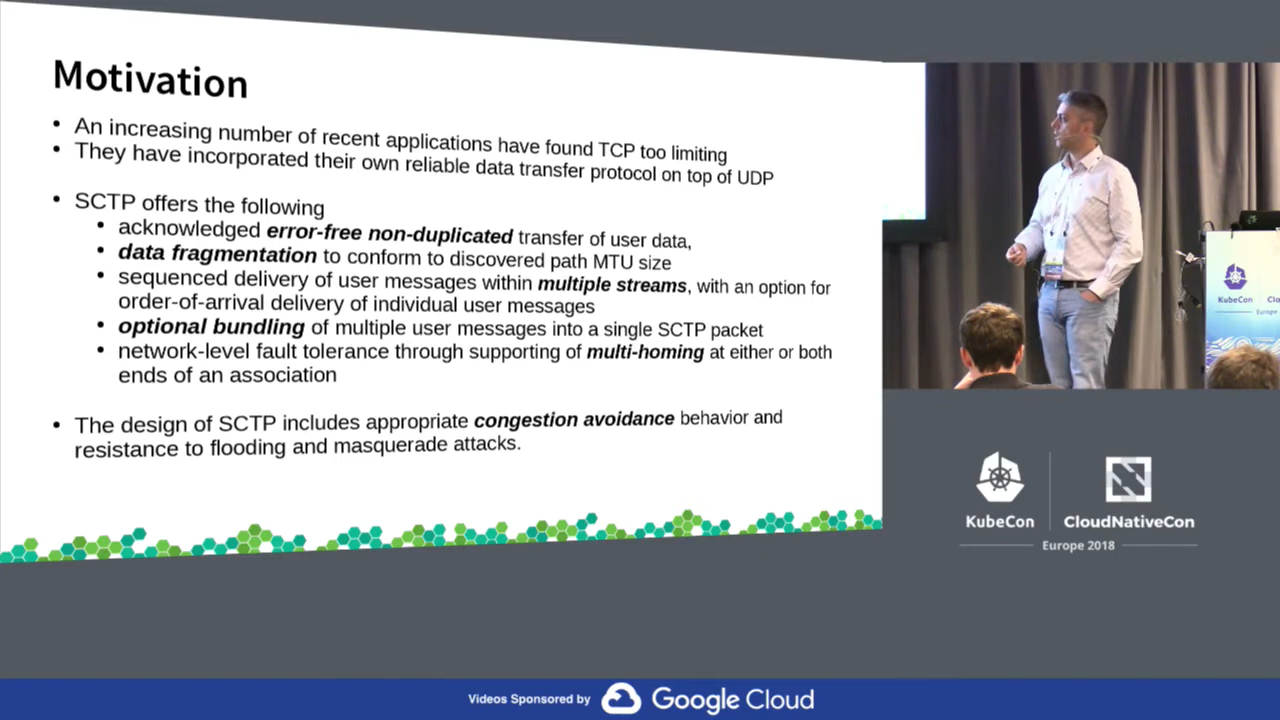 Motivation
• An increasing number of recent applications have found TCP too limiting
• They have incorporated their own reliable data transfer protocol on top of UDP
• SCTP offers the following
• acknowledged error-free non-duplicated transfer of user data,
• data fragmentation to conform to discovered path MTU size
• sequenced delivery of user messages within multiple streams, with an option for
order-of-arrival delivery of individual user messages
• optional bundling of multiple user messages into a single SCTP packet
• network-level fault tolerance through supporting of multi-homing at either or both
ends of an association
• The design of SCTP includes appropriate congestion avoidance behavior and
resistance to flooding and masquerade attacks.
KubeCon
KubeCon
CloudNativeCon
Europe 2018
Videos Sponsored by
Google Cloud